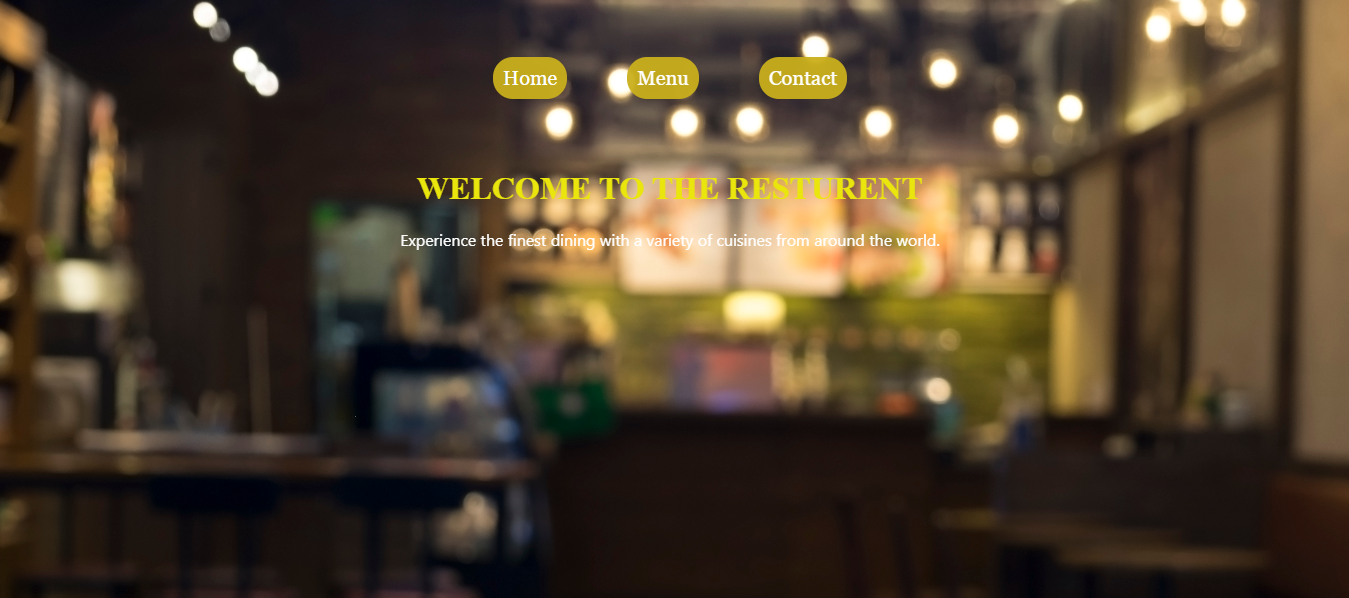 Home Menu Contact
WELCOME TO THE RESTURENT
Experience the finest dining with a variety of cuisines from around the world.